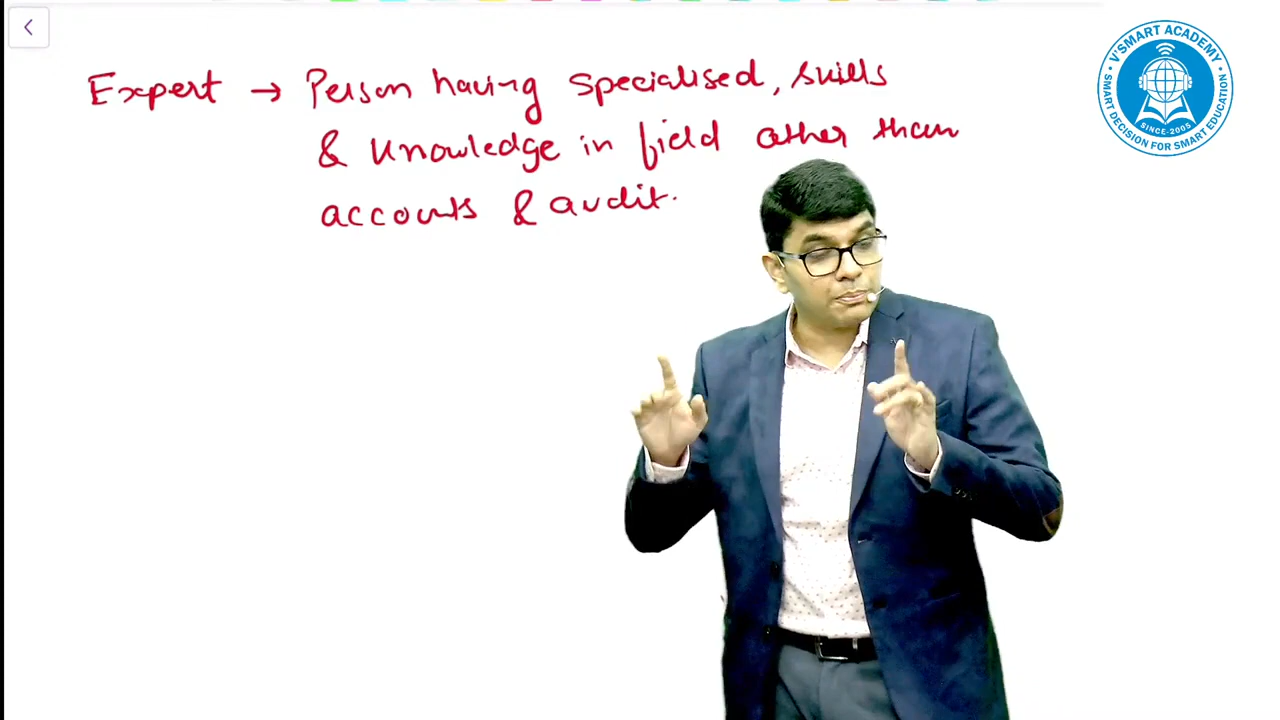 Expert → Person having specialised, skills
& knowledge in field other than
accounts & audit.
V'SMART ACADEMY
SMART DECISION FOR SMART EDUCATION
SINCE-2005